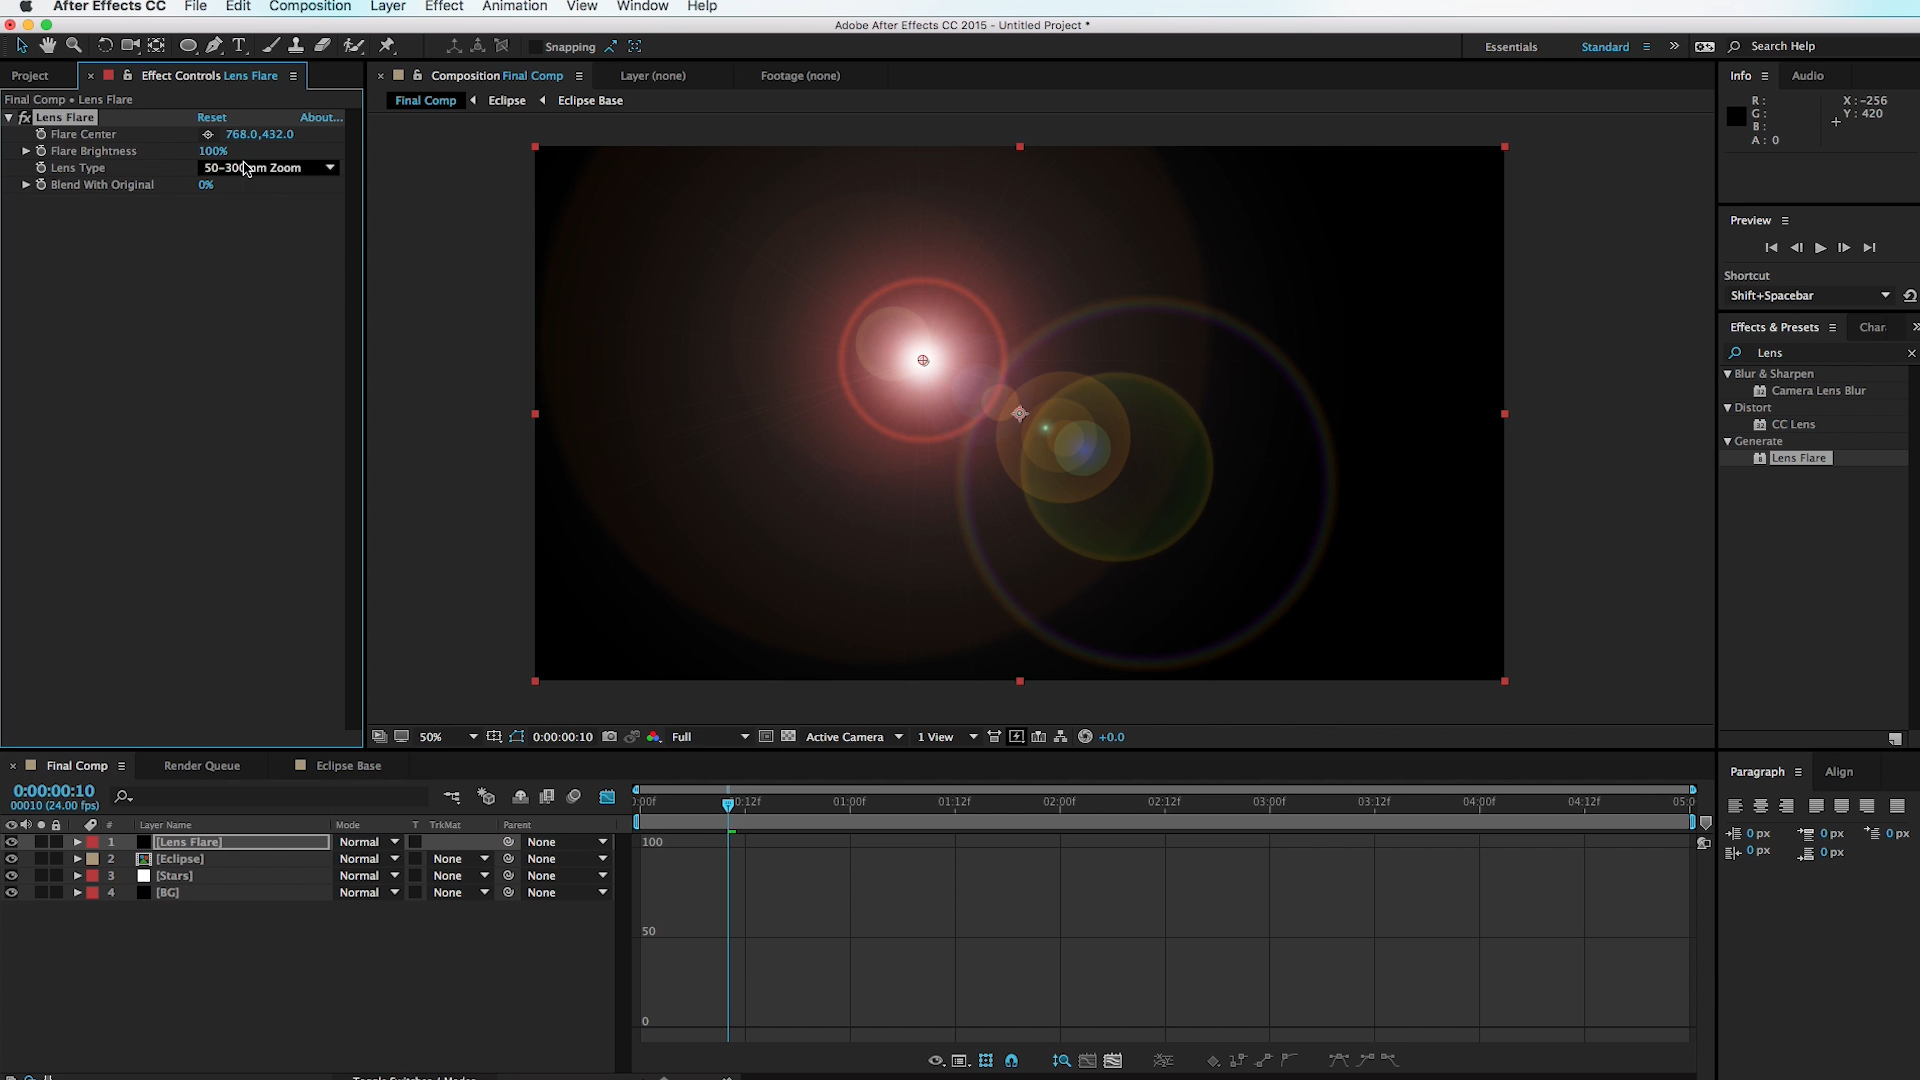 After Effects CC File Edit Composition Layer Effect Animation View Window Help
Adobe After Effects CC 2015 - Untitled Project *
T Snapping Essentials Standard Search Help
Project Effect Controls Lens Flare Composition Final Comp Layer (none) Footage (none) Info Audio
Final Comp • Lens Flare
Final Comp Eclipse Eclipse Base
R:
G:
B:
A: 0
X: -256
Y: 420
fx Lens Flare Reset About...
Flare Center 768.0,432.0
Flare Brightness 100%
Lens Type 50-300mm Zoom
Blend With Original 0%
Preview
Shortcut
Shift+Spacebar
Effects & Presets Char
Lens
Blur & Sharpen
Camera Lens Blur
Distort
CC Lens
Generate
Lens Flare
50% 0:00:00:10 Full Active Camera 1 View +0.0
Final Comp Render Queue Eclipse Base
Paragraph Align
0:00:00:10
00010 (24.00 fps)
):00f 0:12f 01:00f 01:12f 02:00f 02:12f 03:00f 03:12f 04:00f 04:12f 05:0
# Layer Name Mode T TrkMat Parent
1 [Lens Flare] Normal None
2 [Eclipse] Normal None None
3 [Stars] Normal None None
4 [BG] Normal None None
100
50
0
0 px 0 px 0 px
0 px 0 px